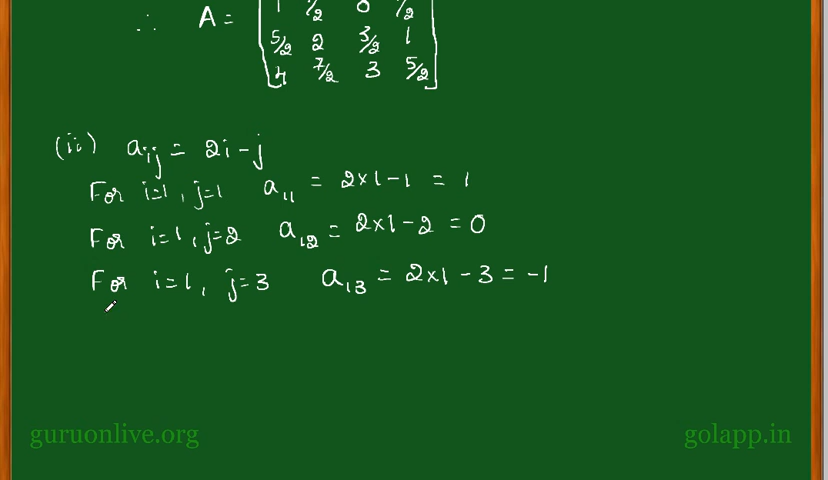 1 1/2 0 1/2
∴ A = 5/2 2 3/2 1
4 7/2 3 5/2
(ii) aij = 2i - j
For i=1, j=1 a11 = 2×1-1 = 1
For i=1, j=2 a12 = 2×1-2 = 0
For i=1, j=3 a13 = 2×1-3 = -1
guruonlive.org golapp.in